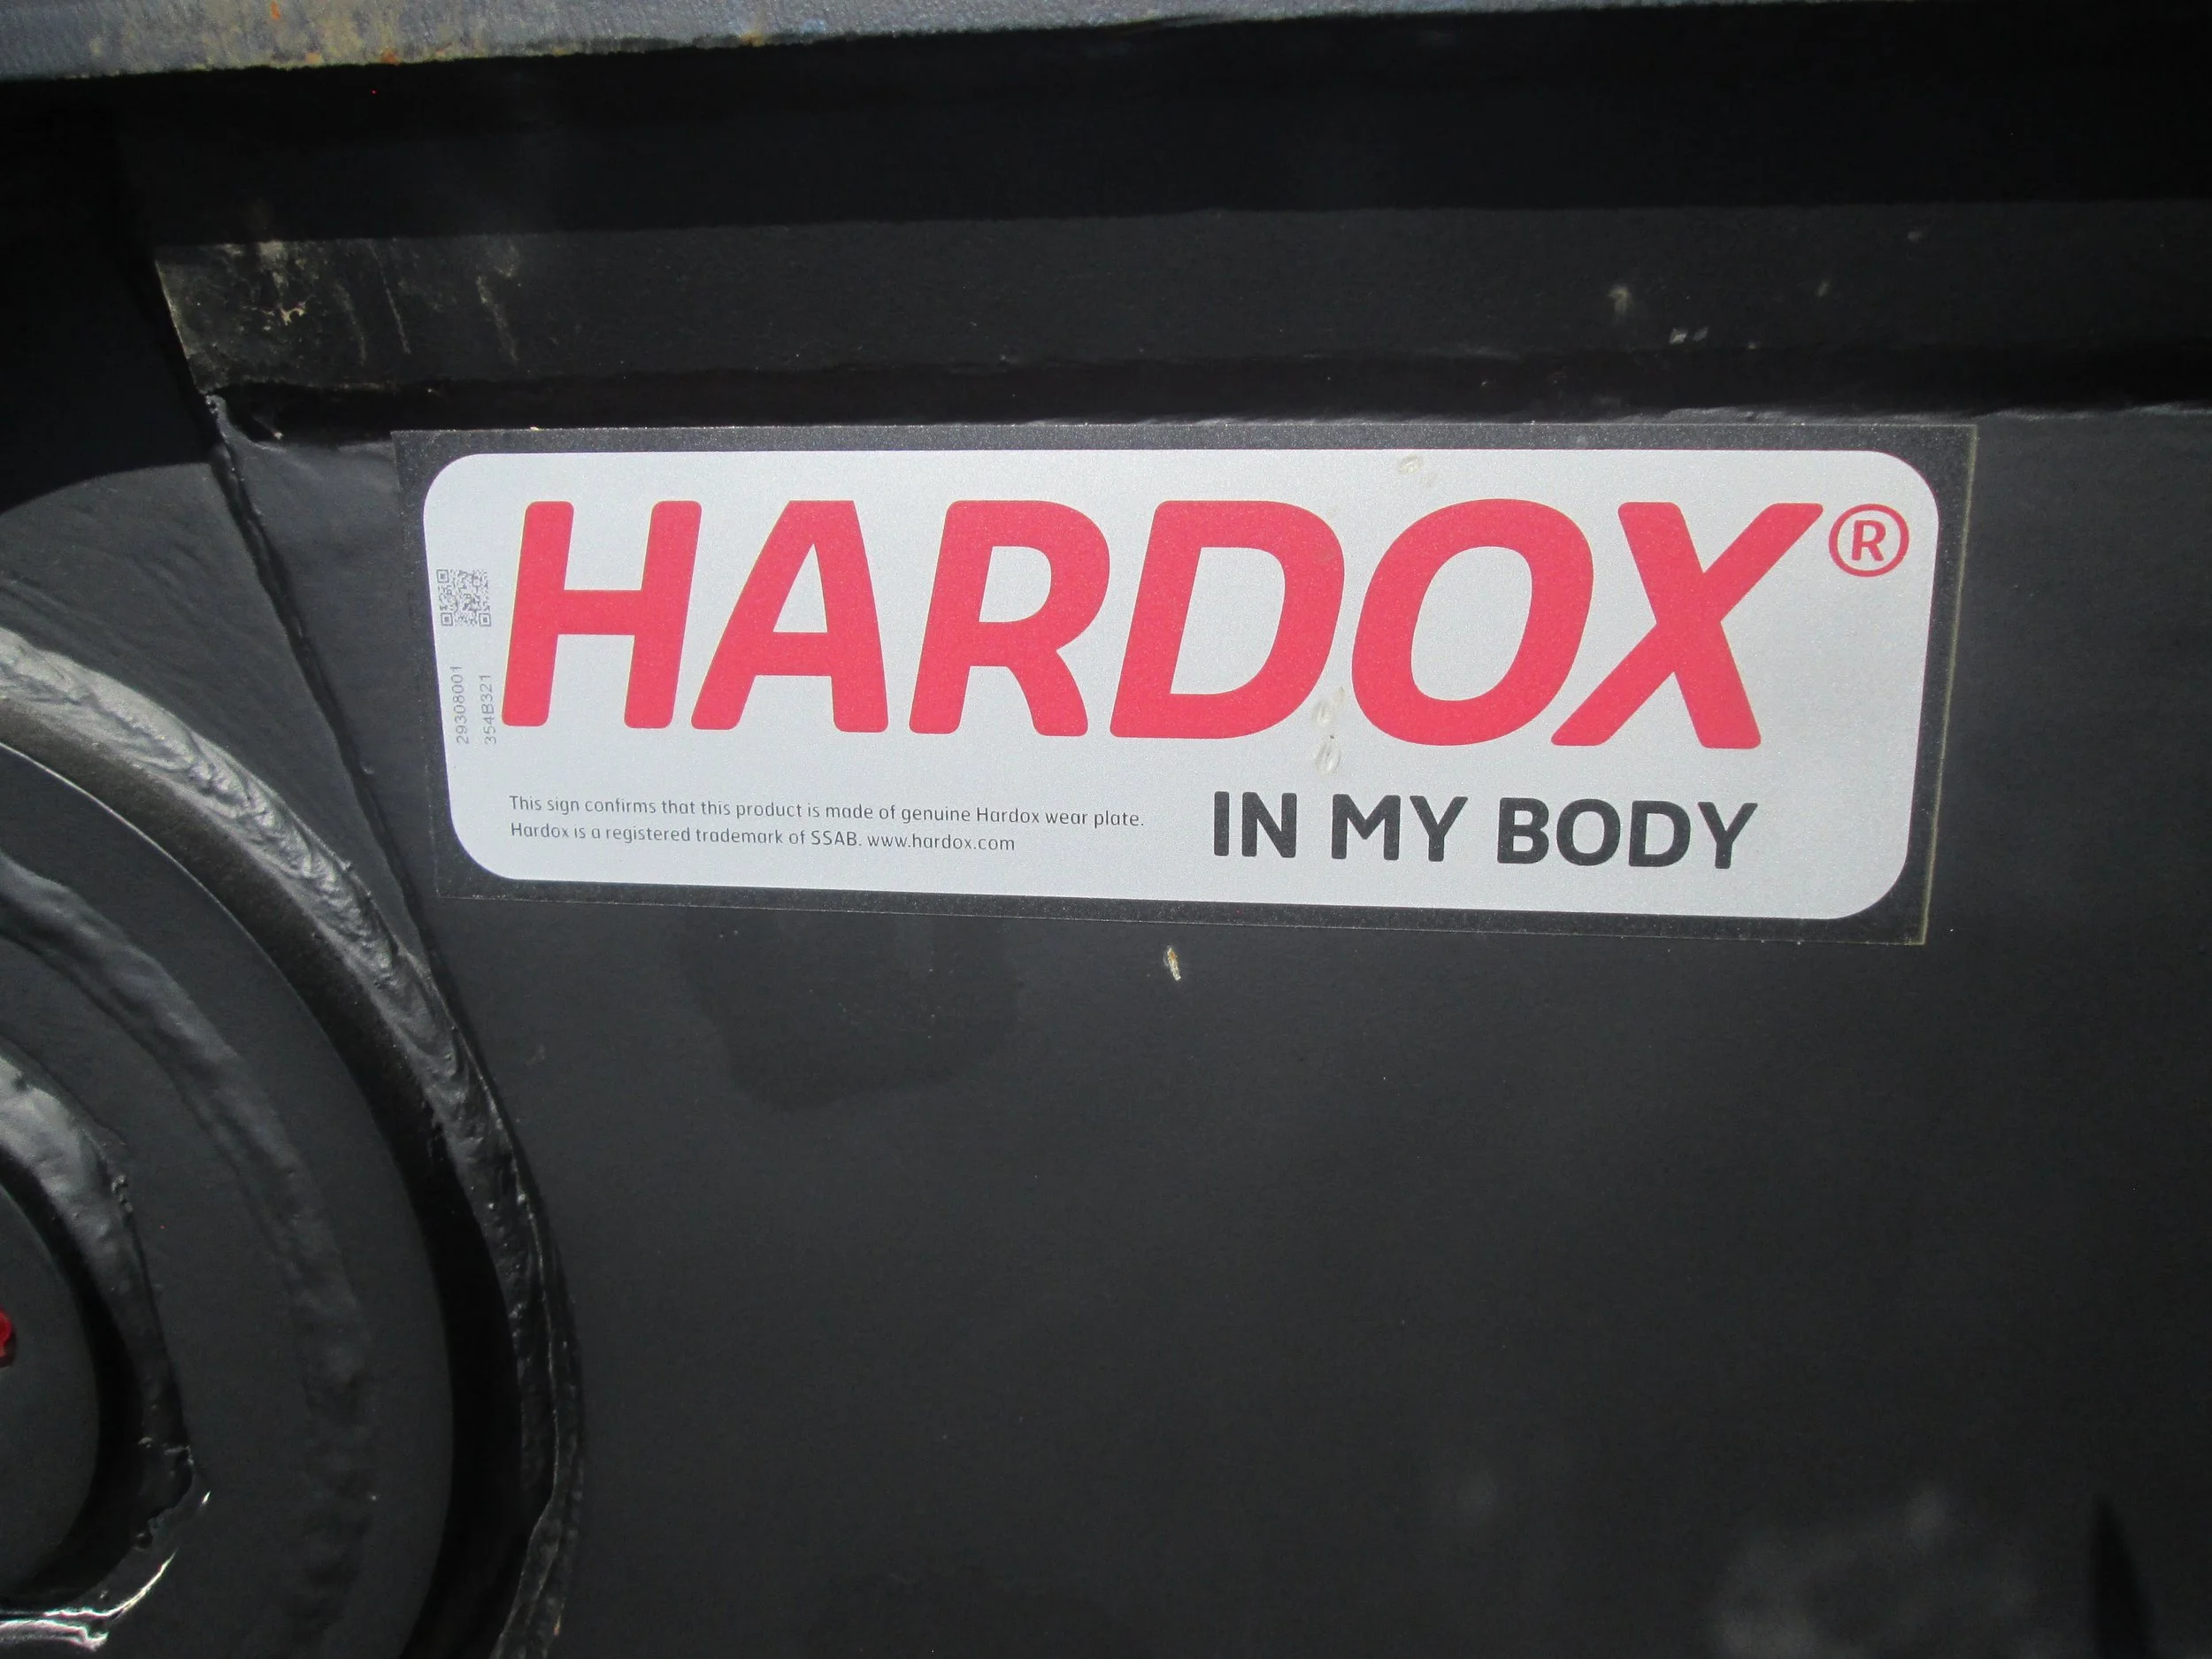 HARDOX®
IN MY BODY
This sign confirms that this product is made of genuine Hardox wear plate.
Hardox is a registered trademark of SSAB. www.hardox.com
29308001
354B321